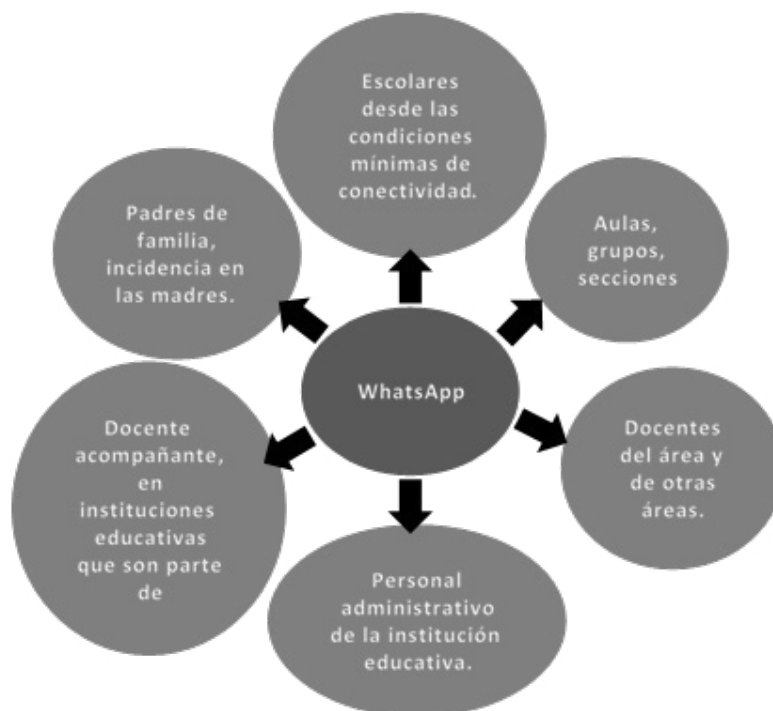 Escolares
desde las
condiciones
mínimas de
conectividad.
Padres de
familia,
incidencia en
las madres.
Aulas,
grupos,
secciones
WhatsApp
Docente
acompañante,
en
instituciones
educativas
que son parte
de
Docentes
del área y
de otras
áreas.
Personal
administrativo
de la institución
educativa.